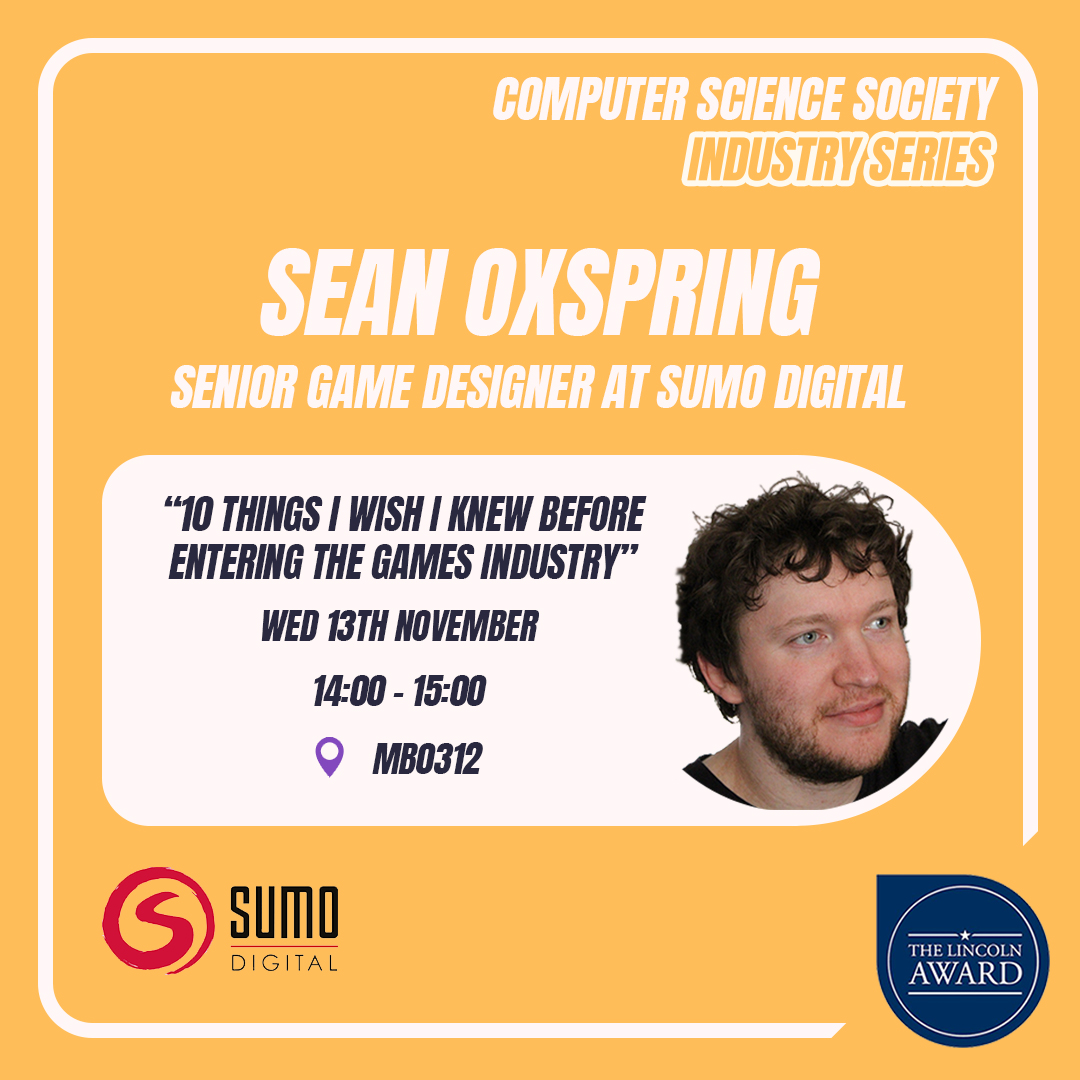 COMPUTER SCIENCE SOCIETY
INDUSTRY SERIES
SEAN OXSPRING
SENIOR GAME DESIGNER AT SUMO DIGITAL
“10 THINGS I WISH I KNEW BEFORE
ENTERING THE GAMES INDUSTRY”
WED 13TH NOVEMBER
14:00 - 15:00
MB0312
SUMO
DIGITAL
THE LINCOLN
AWARD